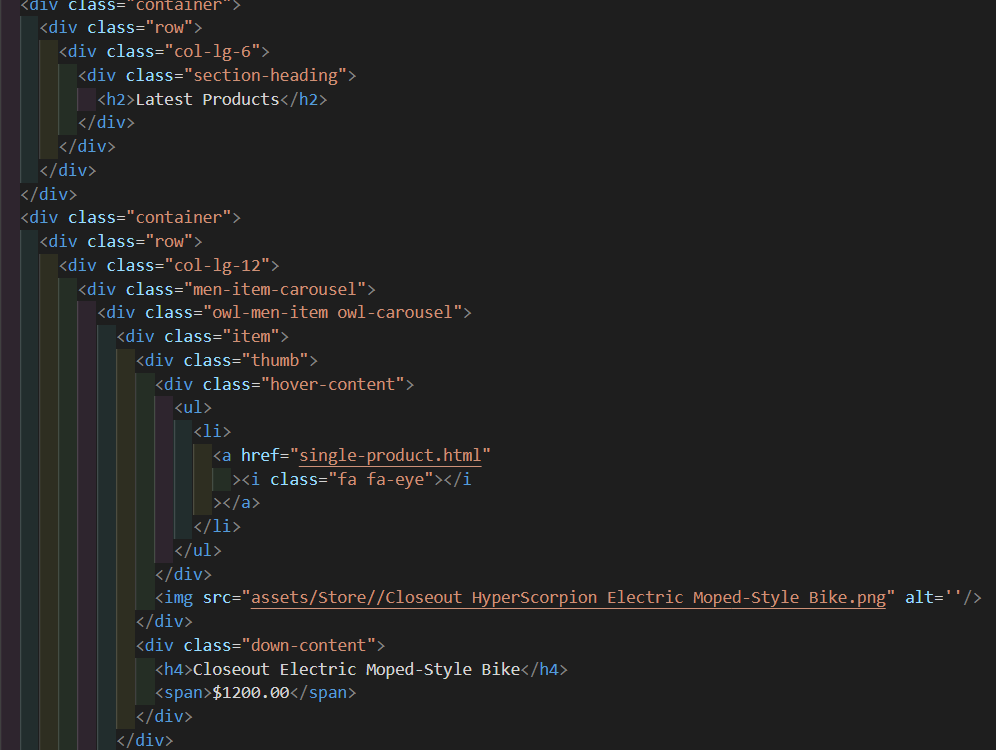 <div class="container">
<div class="row">
<div class="col-lg-6">
<div class="section-heading">
<h2>Latest Products</h2>
</div>
</div>
</div>
</div>
<div class="container">
<div class="row">
<div class="col-lg-12">
<div class="men-item-carousel">
<div class="owl-men-item owl-carousel">
<div class="item">
<div class="thumb">
<div class="hover-content">
<ul>
<li>
<a href="single-product.html"
><i class="fa fa-eye"></i
></a>
</li>
</ul>
</div>
<img src="assets/Store//Closeout HyperScorpion Electric Moped-Style Bike.png" alt=''/>
</div>
<div class="down-content">
<h4>Closeout Electric Moped-Style Bike</h4>
<span>$1200.00</span>
</div>
</div>